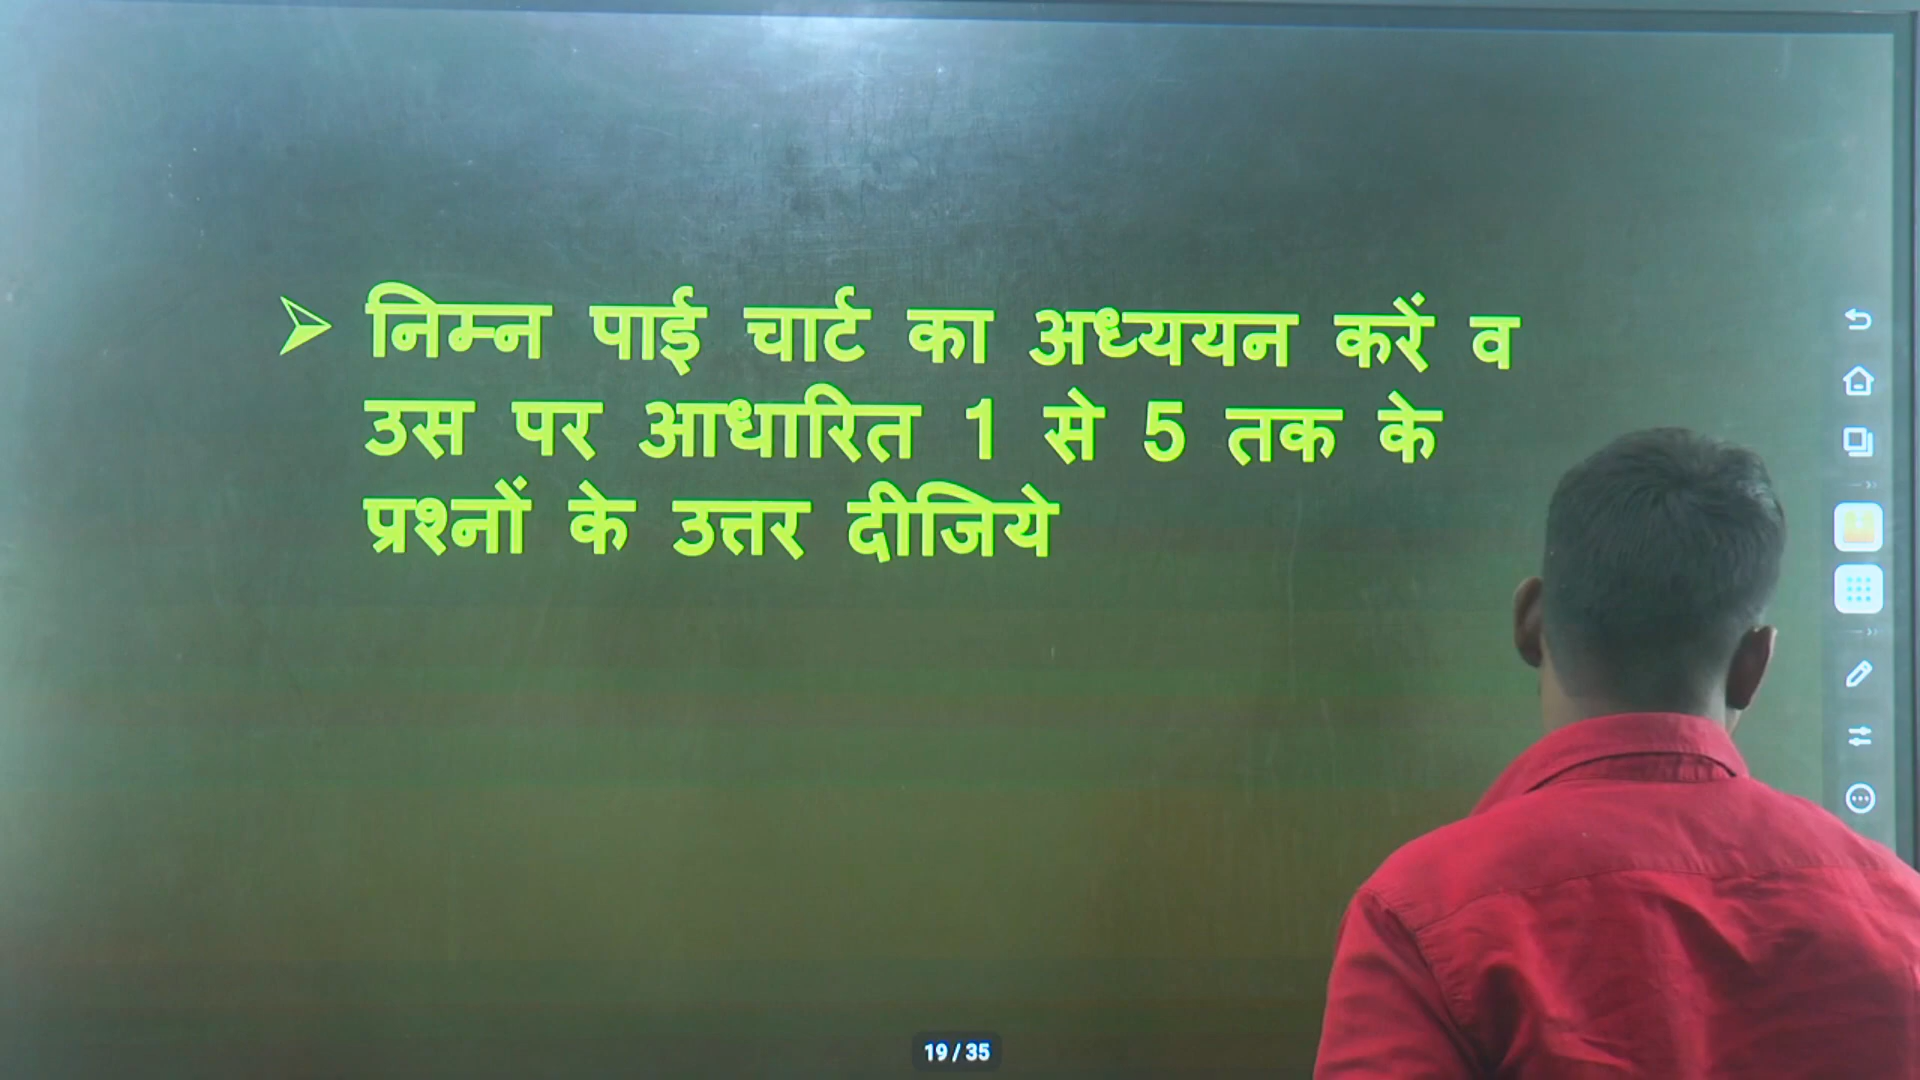 ➢ निम्न पाई चार्ट का अध्ययन करें व
उस पर आधारित 1 से 5 तक के
प्रश्नों के उत्तर दीजिये
19 / 35